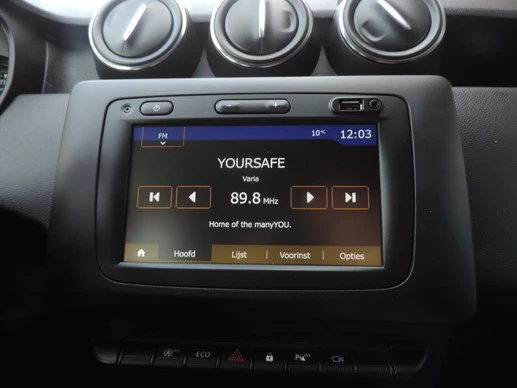 FM
10°C 12:03
YOURSAFE
Varia
89.8 MHz
Home of the manyYOU.
Hoofd Lijst Voorinst Opties
ECO